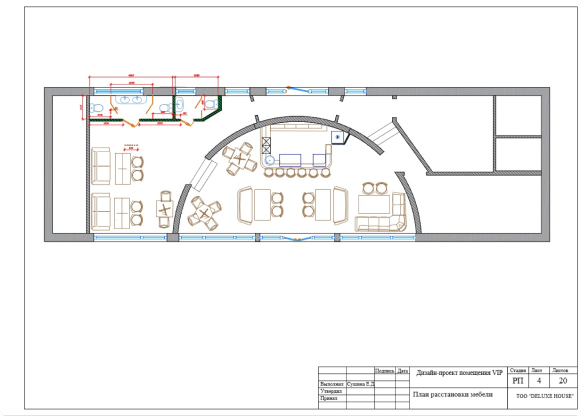 Подпись Дата
Выполнил Сушина Е.Д.
Утвердил
Принял
Дизайн-проект помещения VIP
План расстановки мебели
Стадия Лист Листов
РП 4 20
ТОО "DELUXE HOUSE"